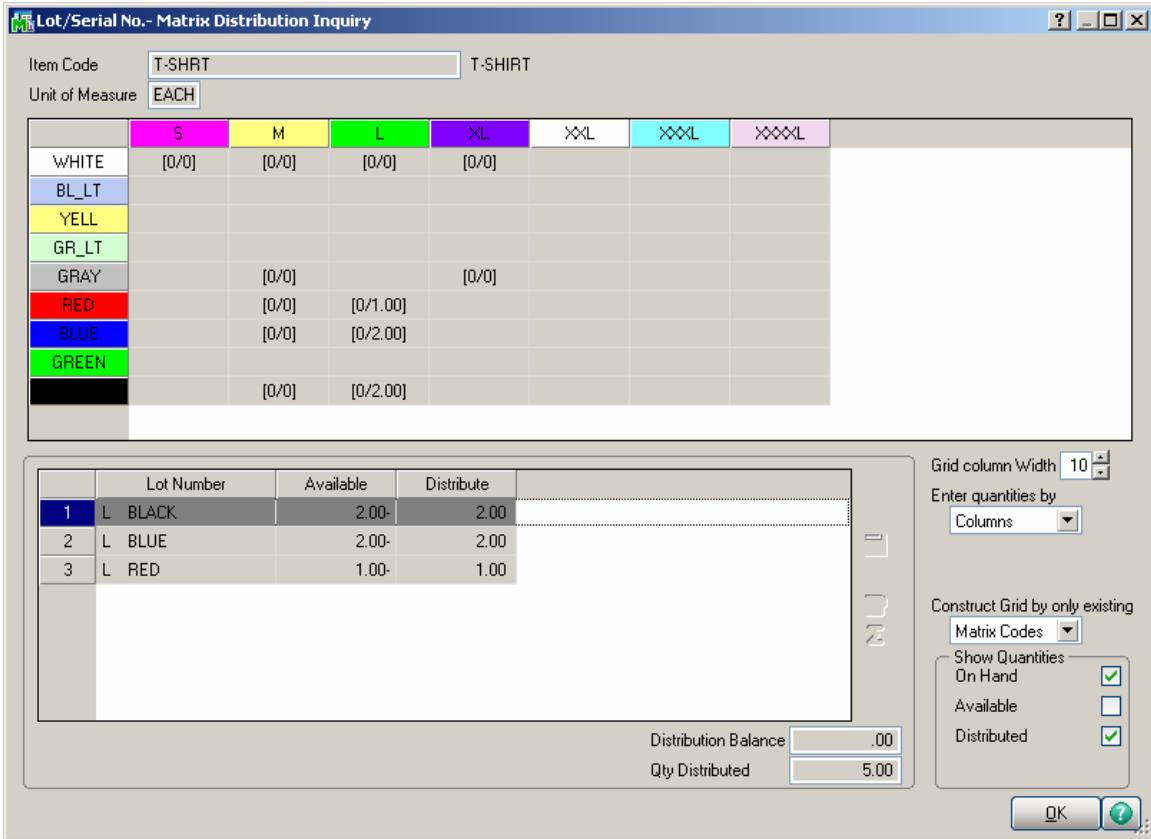 Lot/Serial No.- Matrix Distribution Inquiry
Item Code T-SHRT T-SHIRT
Unit of Measure EACH
S M L XL XXL XXXL XXXXL
WHITE [0/0] [0/0] [0/0] [0/0]
BL_LT
YELL
GR_LT
GRAY [0/0] [0/0]
RED [0/0] [0/1.00]
BLUE [0/0] [0/2.00]
GREEN
[0/0] [0/2.00]
Lot Number Available Distribute
1 L BLACK 2.00- 2.00
2 L BLUE 2.00- 2.00
3 L RED 1.00- 1.00
Distribution Balance .00
Qty Distributed 5.00
Grid column Width 10
Enter quantities by
Columns
Construct Grid by only existing
Matrix Codes
Show Quantities
On Hand
Available
Distributed
OK